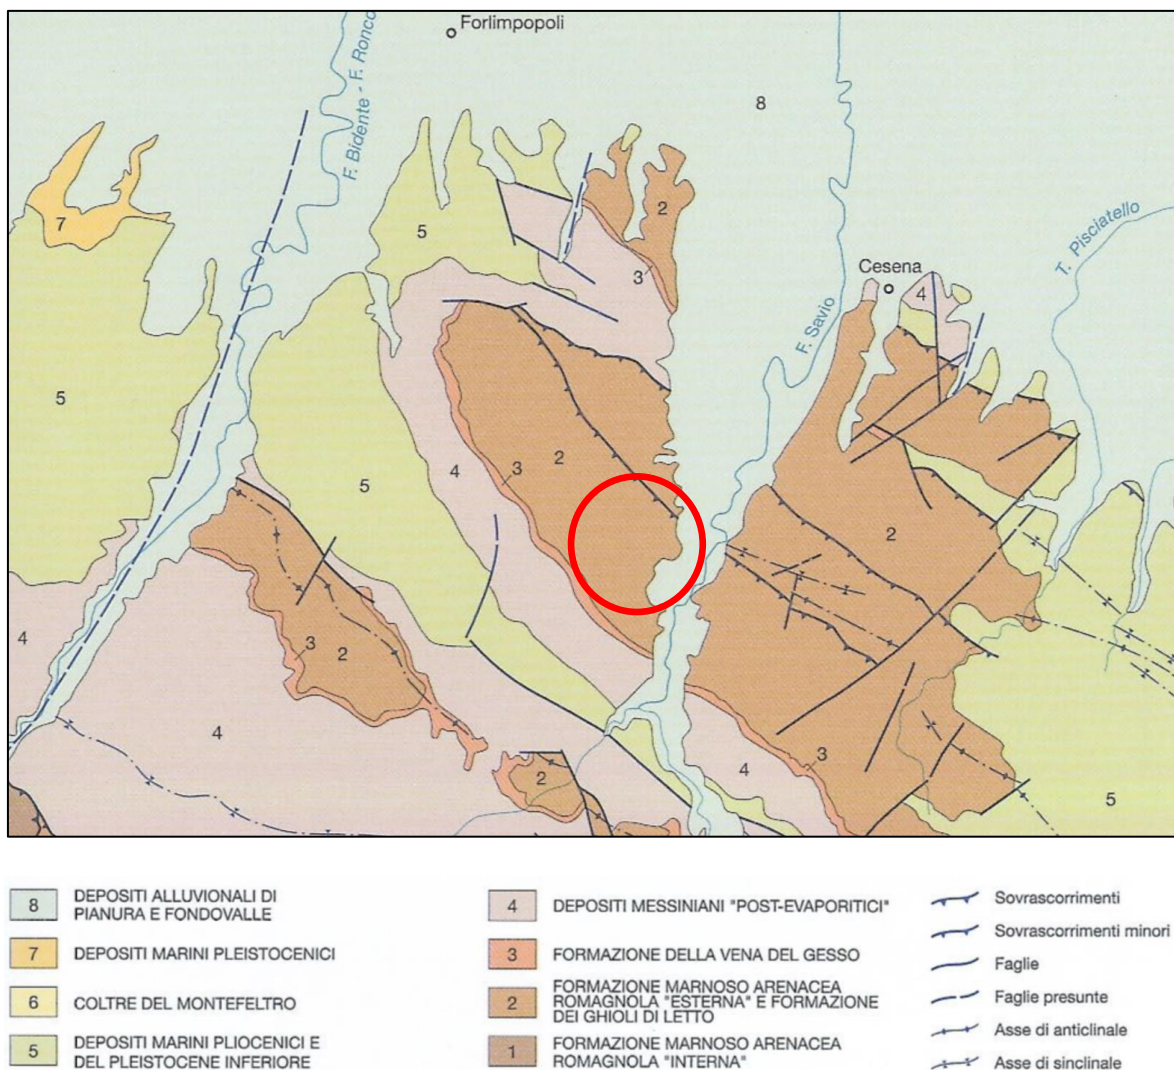 Forlimpopoli
F. Bidente - F. Ronco
8
7
2
5
3
Cesena
4
T. Pisciatello
F. Savio
5
2
3
4
5
2
4
3
2
4
2
4
3
5
8 DEPOSITI ALLUVIONALI DI
PIANURA E FONDOVALLE
7 DEPOSITI MARINI PLEISTOCENICI
6 COLTRE DEL MONTEFELTRO
5 DEPOSITI MARINI PLIOCENICI E
DEL PLEISTOCENE INFERIORE
4 DEPOSITI MESSINIANI "POST-EVAPORITICI"
3 FORMAZIONE DELLA VENA DEL GESSO
2 FORMAZIONE MARNOSO ARENACEA
ROMAGNOLA "ESTERNA" E FORMAZIONE
DEI GHIOLI DI LETTO
1 FORMAZIONE MARNOSO ARENACEA
ROMAGNOLA "INTERNA"
Sovrascorrimenti
Sovrascorrimenti minori
Faglie
Faglie presunte
Asse di anticlinale
Asse di sinclinale